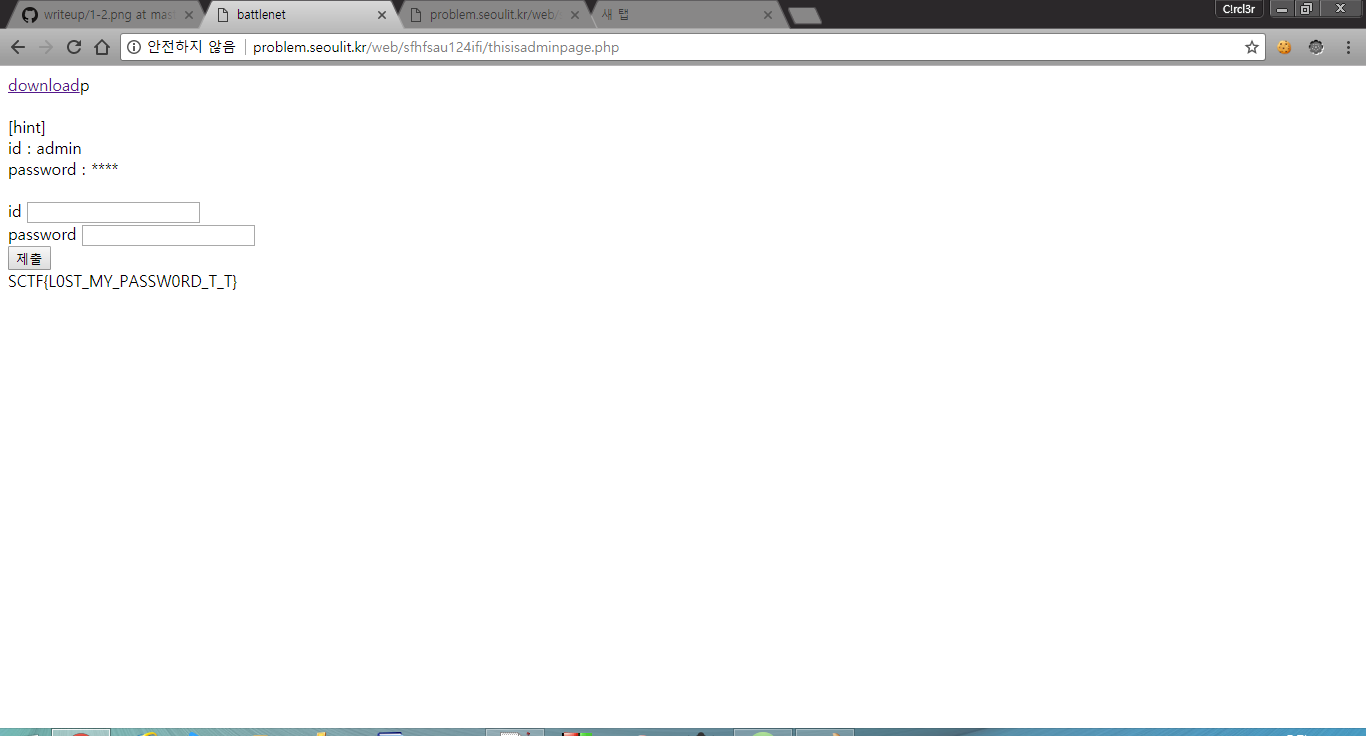 writeup/1-2.png at mas
battlenet
problem.seoulit.kr/web/
새 탭
C!rcl3r
안전하지 않음
problem.seoulit.kr/web/sfhfsau124ifi/thisisadminpage.php
downloadp
[hint]
id : admin
password : ****
id
password
제출
SCTF{L0ST_MY_PASSW0RD_T_T}